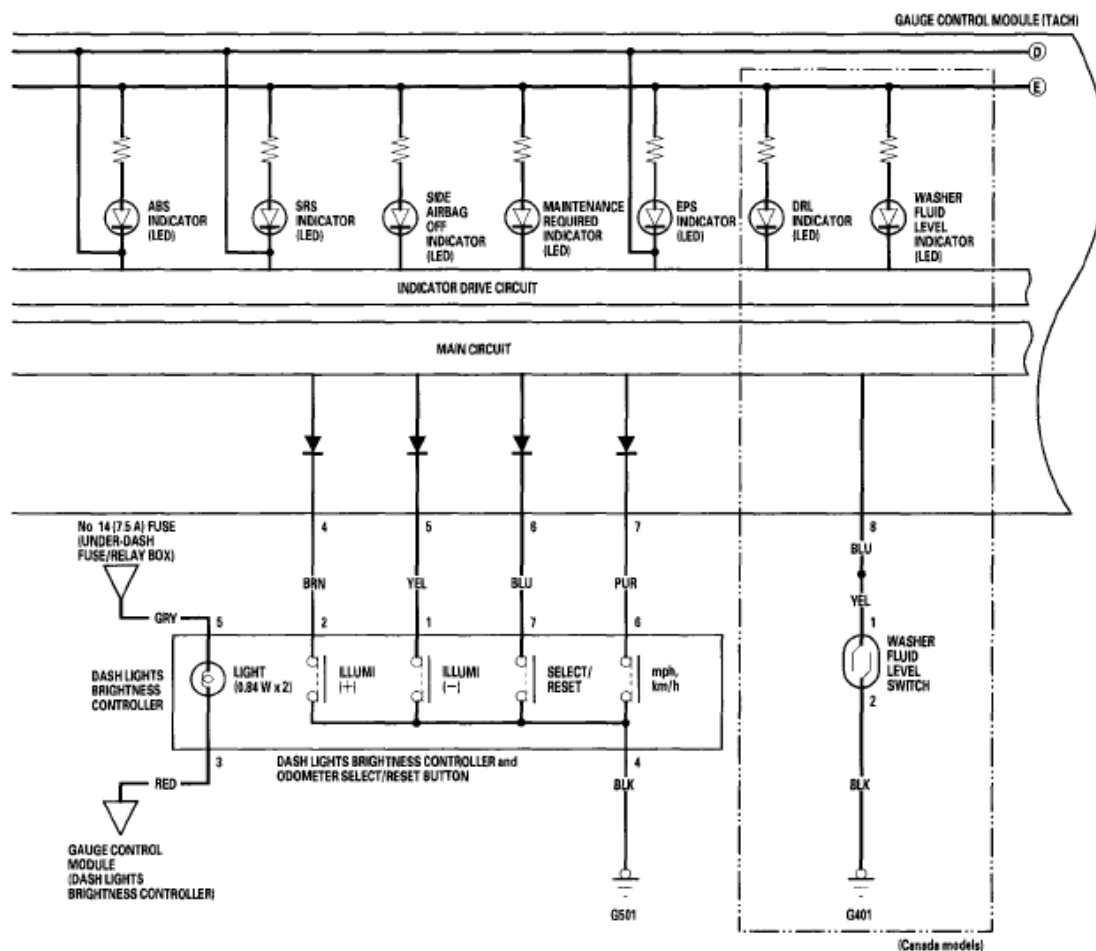 GAUGE CONTROL MODULE (TACH)
D
E
ABS
INDICATOR
(LED)
SRS
INDICATOR
(LED)
SIDE
AIRBAG
OFF
INDICATOR
(LED)
MAINTENANCE
REQUIRED
INDICATOR
(LED)
EPS
INDICATOR
(LED)
DRL
INDICATOR
(LED)
WASHER
FLUID
LEVEL
INDICATOR
(LED)
INDICATOR DRIVE CIRCUIT
MAIN CIRCUIT
No 14 (7.5 A) FUSE
(UNDER-DASH
FUSE/RELAY BOX)
4
5
6
7
8
BRN
YEL
BLU
PUR
BLU
YEL
GRY
5
2
1
7
6
1
DASH LIGHTS
BRIGHTNESS
CONTROLLER
LIGHT
(0.84 W x 2)
ILLUMI
(+)
ILLUMI
(−)
SELECT/
RESET
mph,
km/h
WASHER
FLUID
LEVEL
SWITCH
2
3
DASH LIGHTS BRIGHTNESS CONTROLLER and
ODOMETER SELECT/RESET BUTTON
4
RED
BLK
BLK
GAUGE CONTROL
MODULE
(DASH LIGHTS
BRIGHTNESS CONTROLLER)
G501
G401
(Canada models)